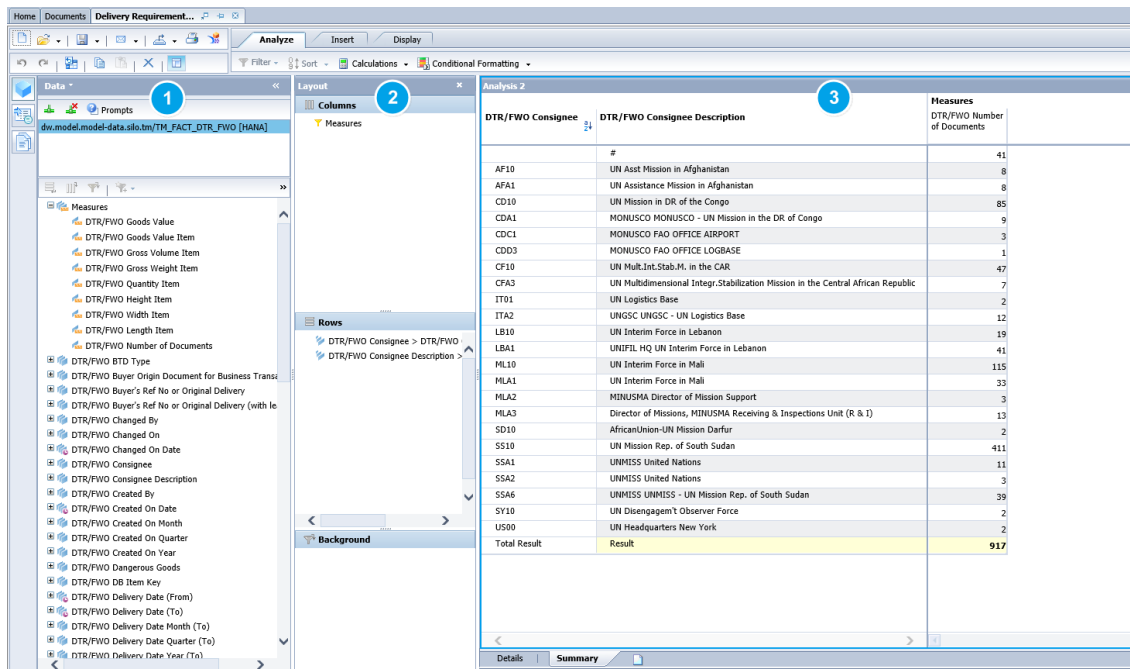 Home Documents Delivery Requirement...
Analyze Insert Display
Filter Sort Calculations Conditional Formatting
Data
1
Prompts
dw.model.model-data.silo.tm/TM_FACT_DTR_FWO [HANA]
»
Measures
DTR/FWO Goods Value
DTR/FWO Goods Value Item
DTR/FWO Gross Volume Item
DTR/FWO Gross Weight Item
DTR/FWO Quantity Item
DTR/FWO Height Item
DTR/FWO Width Item
DTR/FWO Length Item
DTR/FWO Number of Documents
DTR/FWO BTD Type
DTR/FWO Buyer Origin Document for Business Transa
DTR/FWO Buyer's Ref No or Original Delivery
DTR/FWO Buyer's Ref No or Original Delivery (with le
DTR/FWO Changed By
DTR/FWO Changed On
DTR/FWO Changed On Date
DTR/FWO Consignee
DTR/FWO Consignee Description
DTR/FWO Created By
DTR/FWO Created On Date
DTR/FWO Created On Month
DTR/FWO Created On Quarter
DTR/FWO Created On Year
DTR/FWO Dangerous Goods
DTR/FWO DB Item Key
DTR/FWO Delivery Date (From)
DTR/FWO Delivery Date (To)
DTR/FWO Delivery Date Month (To)
DTR/FWO Delivery Date Quarter (To)
DTR/FWO Delivery Date Year (To)
Layout
2
Columns
Measures
Rows
DTR/FWO Consignee > DTR/FWO
DTR/FWO Consignee Description >
Background
Analysis 2
3
Measures
DTR/FWO Consignee DTR/FWO Consignee Description DTR/FWO Number
of Documents
# 41
AF10 UN Asst Mission in Afghanistan 8
AFA1 UN Assistance Mission in Afghanistan 8
CD10 UN Mission in DR of the Congo 85
CDA1 MONUSCO MONUSCO - UN Mission in the DR of Congo 9
CDC1 MONUSCO FAO OFFICE AIRPORT 3
CDD3 MONUSCO FAO OFFICE LOGBASE 1
CF10 UN Mult.Int.Stab.M. in the CAR 47
CFA3 UN Multidimensional Integr.Stabilization Mission in the Central African Republic 7
IT01 UN Logistics Base 2
ITA2 UNGSC UNGSC - UN Logistics Base 12
LB10 UN Interim Force in Lebanon 19
LBA1 UNIFIL HQ UN Interim Force in Lebanon 41
ML10 UN Interim Force in Mali 115
MLA1 UN Interim Force in Mali 33
MLA2 MINUSMA Director of Mission Support 3
MLA3 Director of Missions, MINUSMA Receiving & Inspections Unit (R & I) 13
SD10 AfricanUnion-UN Mission Darfur 2
SS10 UN Mission Rep. of South Sudan 411
SSA1 UNMISS United Nations 11
SSA2 UNMISS United Nations 3
SSA6 UNMISS UNMISS - UN Mission Rep. of South Sudan 39
SY10 UN Disengagem't Observer Force 2
US00 UN Headquarters New York 2
Total Result Result 917
Details Summary